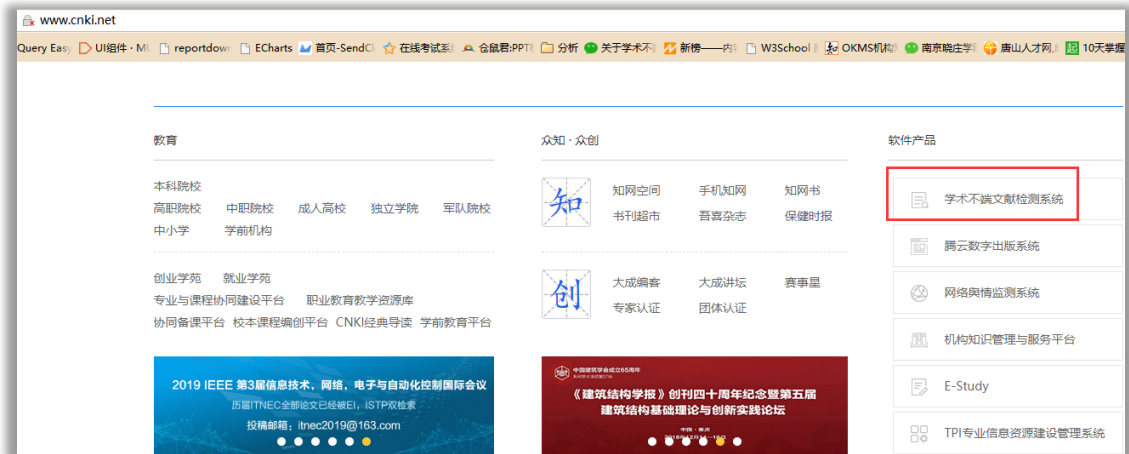 www.cnki.net
Query Easy UI组件 · MU reportdow ECharts 首页-SendC 在线考试系 仓鼠君:PPT 分析 关于学术不 新榜——内 W3School OKMS机构 南京晓庄学 唐山人才网, 10天掌握
教育
本科院校
高职院校 中职院校 成人高校 独立学院 军队院校
中小学 学前机构
创业学苑 就业学苑
专业与课程协同建设平台 职业教育教学资源库
协同备课平台 校本课程编创平台 CNKI经典导读 学前教育平台
2019 IEEE 第3届信息技术,网络,电子与自动化控制国际会议
历届ITNEC全部论文已经被EI,ISTP双检索
投稿邮箱:itnec2019@163.com
众知 · 众创
知
知网空间 手机知网 知网书
书刊超市 吾喜杂志 保健时报
创
大成编客 大成讲坛 赛事星
专家认证 团体认证
中国建筑学会成立65周年
《建筑结构学报》创刊四十周年纪念暨第五届
建筑结构基础理论与创新实践论坛
中国 · 重庆
软件产品
学术不端文献检测系统
腾云数字出版系统
网络舆情监测系统
机构知识管理与服务平台
E-Study
TPI专业信息资源建设管理系统